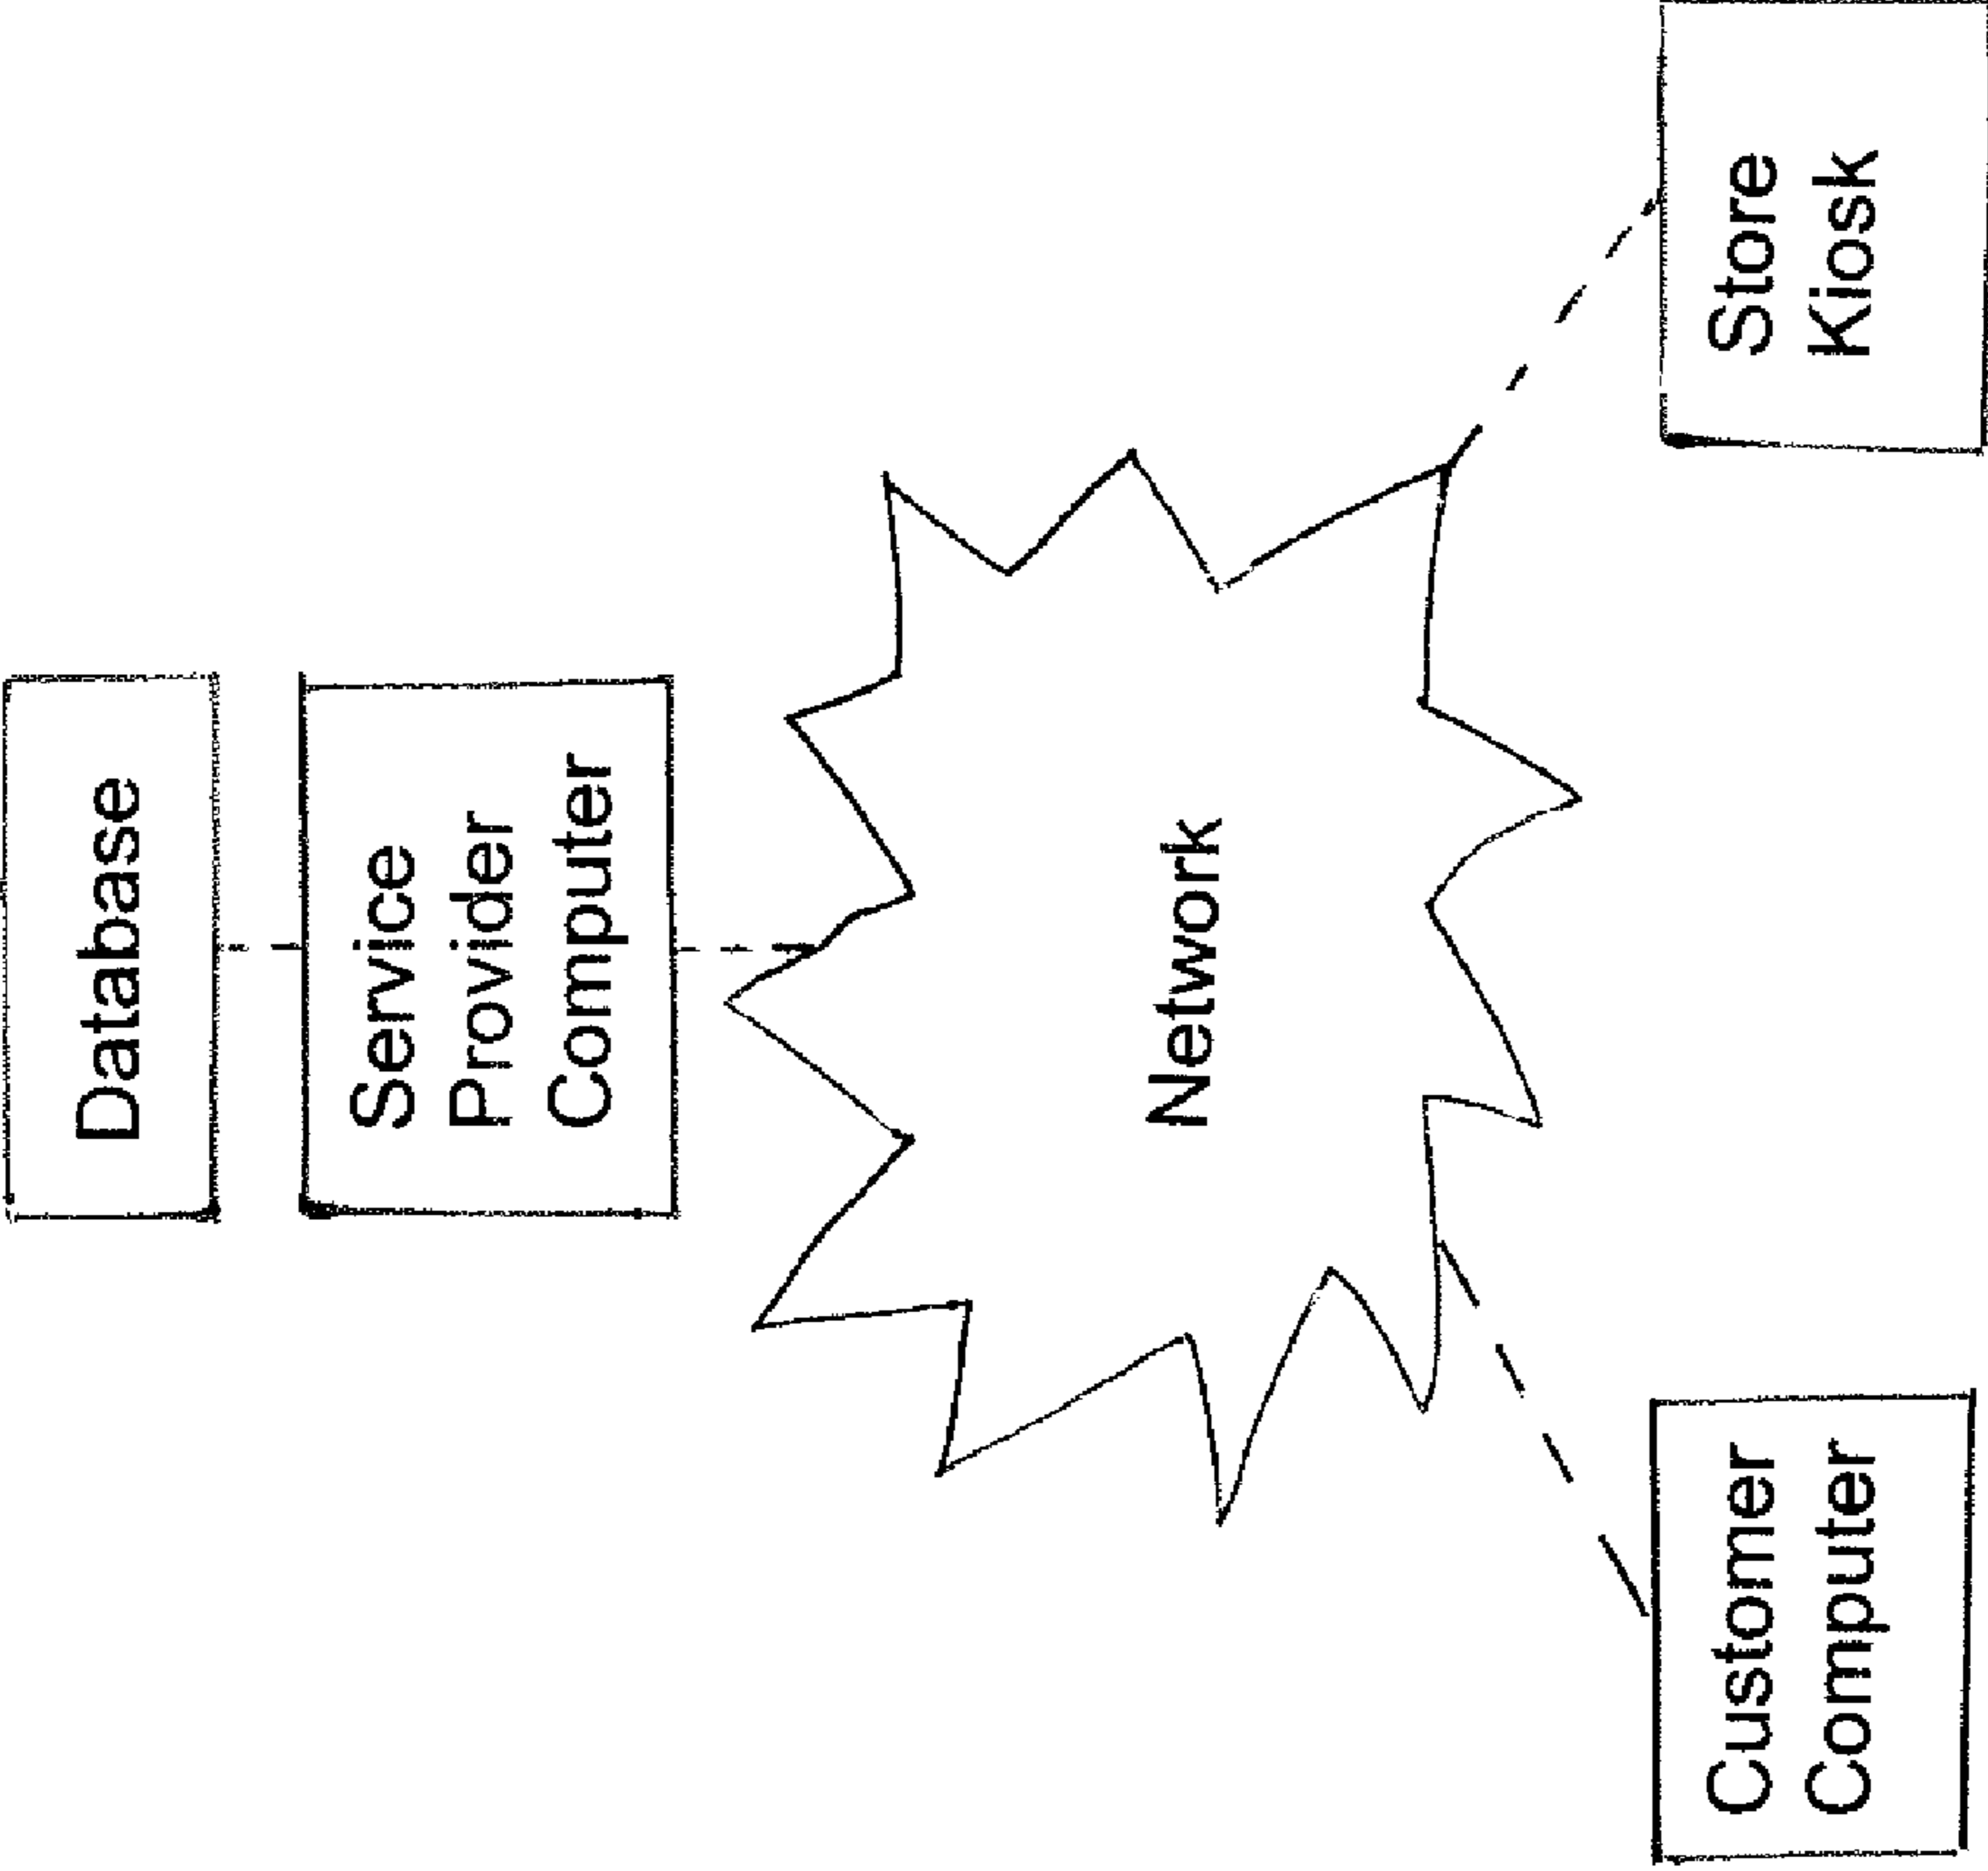 Database
Service
Provider
Computer
Network
Customer
Computer
Store
Kiosk